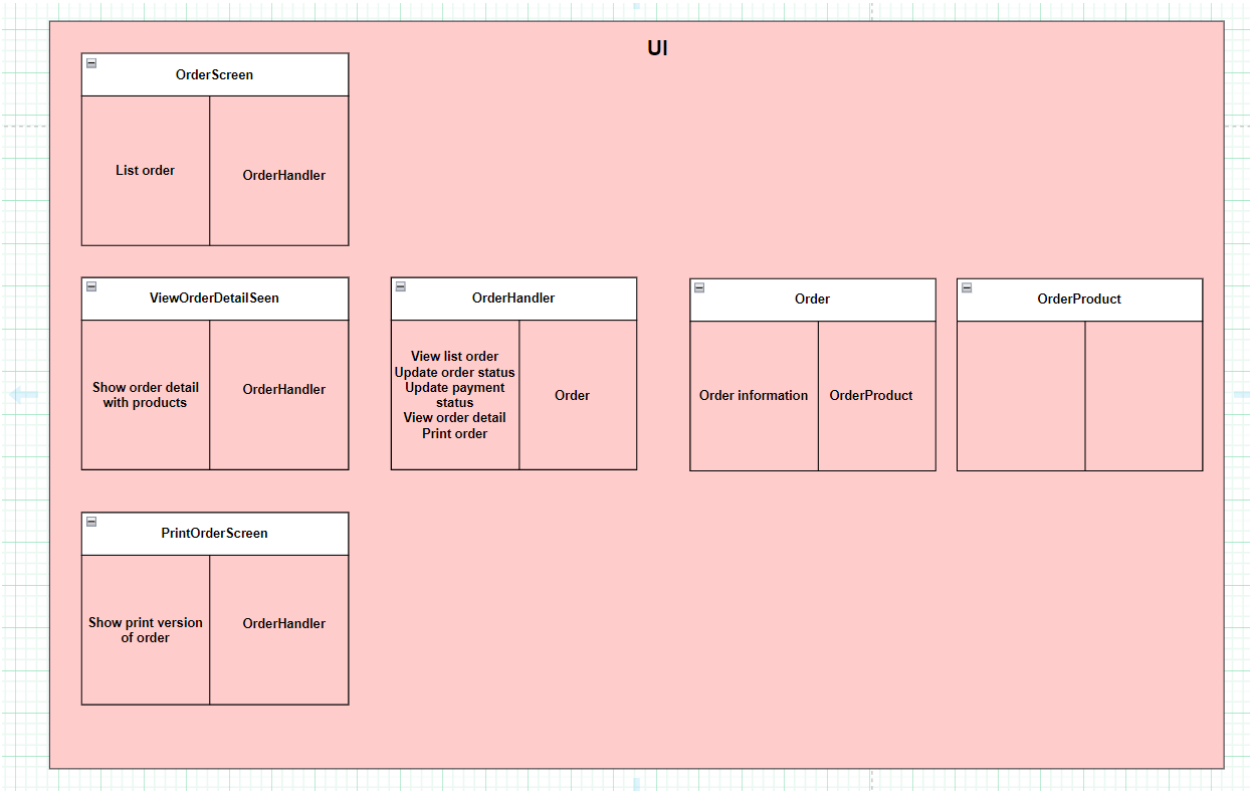 UI
OrderScreen
List order
OrderHandler
ViewOrderDetailSeen
Show order detail
with products
OrderHandler
OrderHandler
View list order
Update order status
Update payment
status
View order detail
Print order
Order
Order
Order information
OrderProduct
OrderProduct
PrintOrderScreen
Show print version
of order
OrderHandler